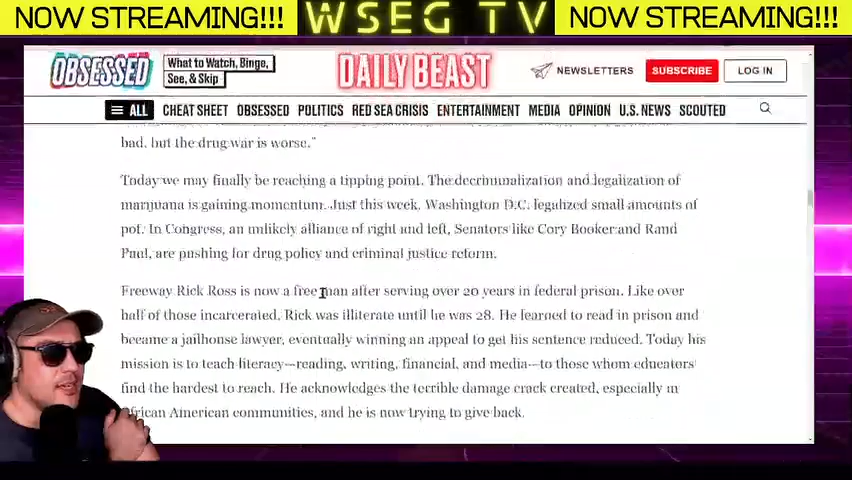 NOW STREAMING!!! WSEG TV NOW STREAMING!!!
OBSESSED What to Watch, Binge, See, & Skip DAILY BEAST NEWSLETTERS SUBSCRIBE LOG IN
ALL CHEAT SHEET OBSESSED POLITICS RED SEA CRISIS ENTERTAINMENT MEDIA OPINION U.S. NEWS SCOUTED
bad, but the drug war is worse."
Today we may finally be reaching a tipping point. The decriminalization and legalization of
marijuana is gaining momentum. Just this week, Washington D.C. legalized small amounts of
pot. In Congress, an unlikely alliance of right and left, Senators like Cory Booker and Rand
Paul, are pushing for drug policy and criminal justice reform.
Freeway Rick Ross is now a free man after serving over 20 years in federal prison. Like over
half of those incarcerated, Rick was illiterate until he was 28. He learned to read in prison and
became a jailhouse lawyer, eventually winning an appeal to get his sentence reduced. Today his
mission is to teach literacy—reading, writing, financial, and media—to those whom educators
find the hardest to reach. He acknowledges the terrible damage crack created, especially in
African American communities, and he is now trying to give back.